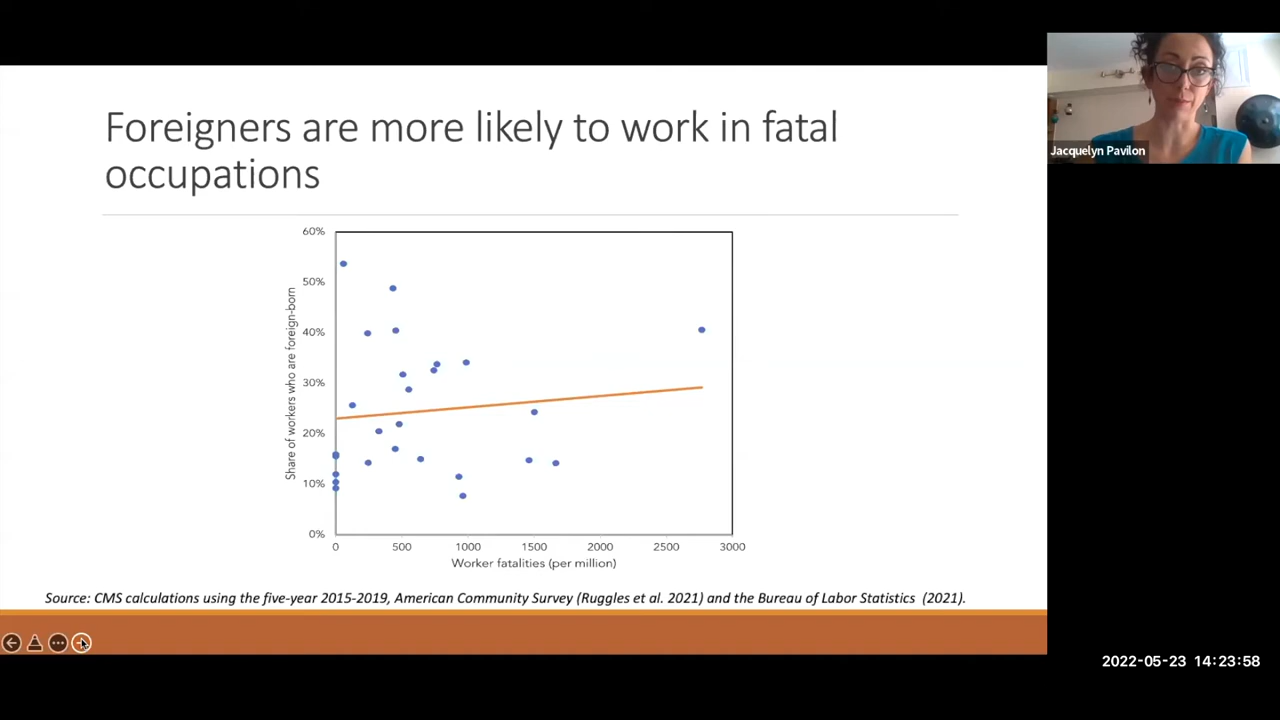 Foreigners are more likely to work in fatal
occupations
Jacquelyn Pavilon
60%
50%
40%
30%
20%
10%
0%
Share of workers who are foreign-born
0 500 1000 1500 2000 2500 3000
Worker fatalities (per million)
Source: CMS calculations using the five-year 2015-2019, American Community Survey (Ruggles et al. 2021) and the Bureau of Labor Statistics (2021).
2022-05-23 14:23:58